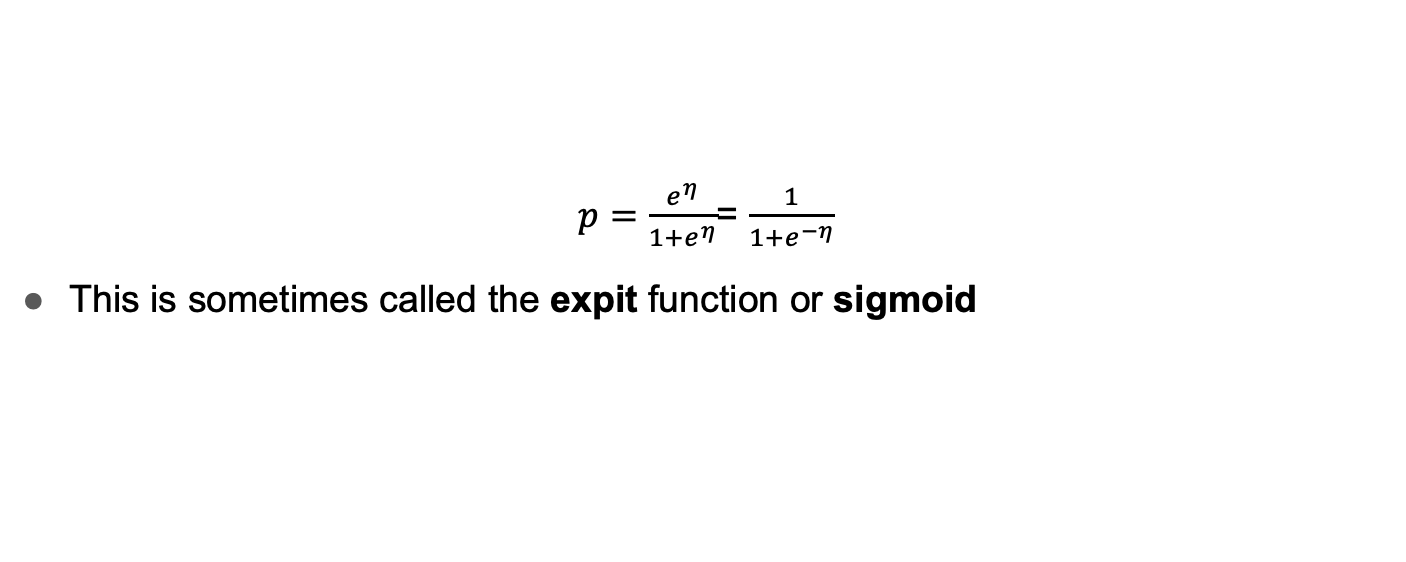 p = e^η/1+e^η = 1/1+e^−η
● This is sometimes called the expit function or sigmoid